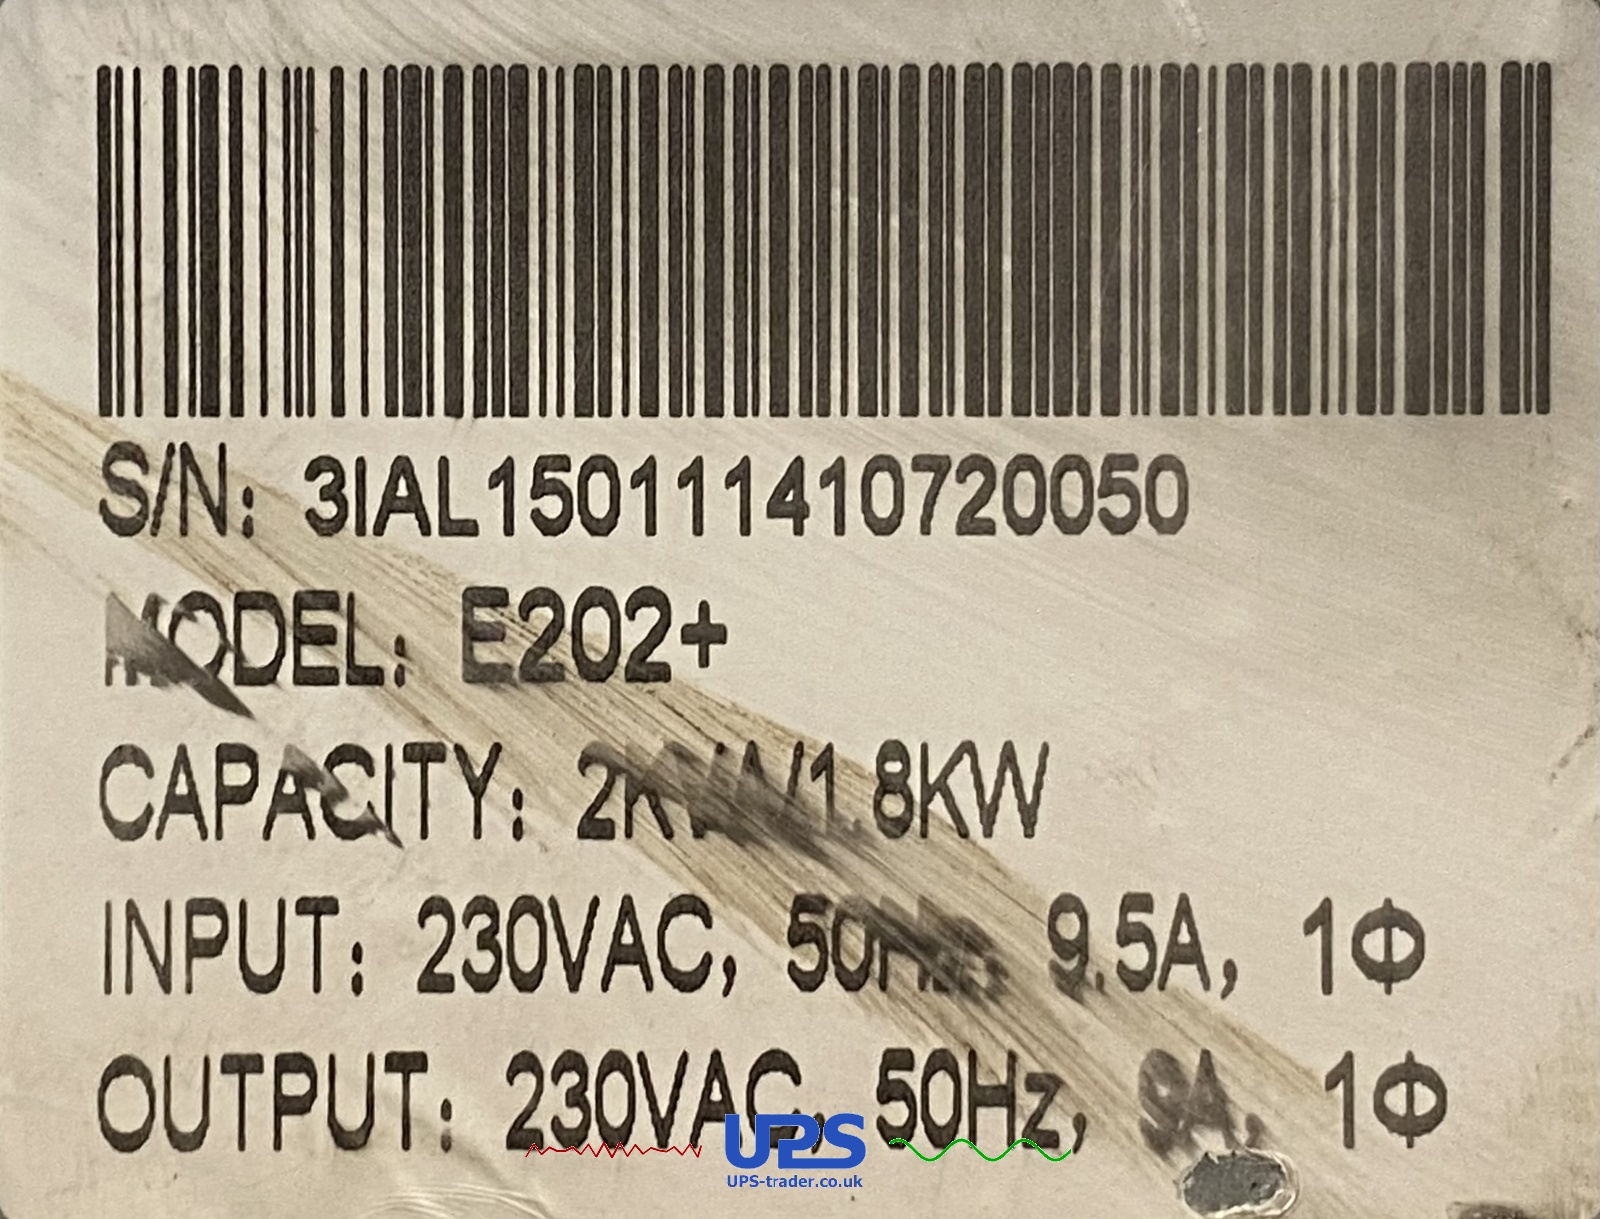 S/N: 3IAL150111410720050
MODEL: E202+
CAPACITY: 2KVA/1.8KW
INPUT: 230VAC, 50Hz, 9.5A, 1Φ
OUTPUT: 230VAC, 50Hz, 9A, 1Φ
UPS
UPS-trader.co.uk